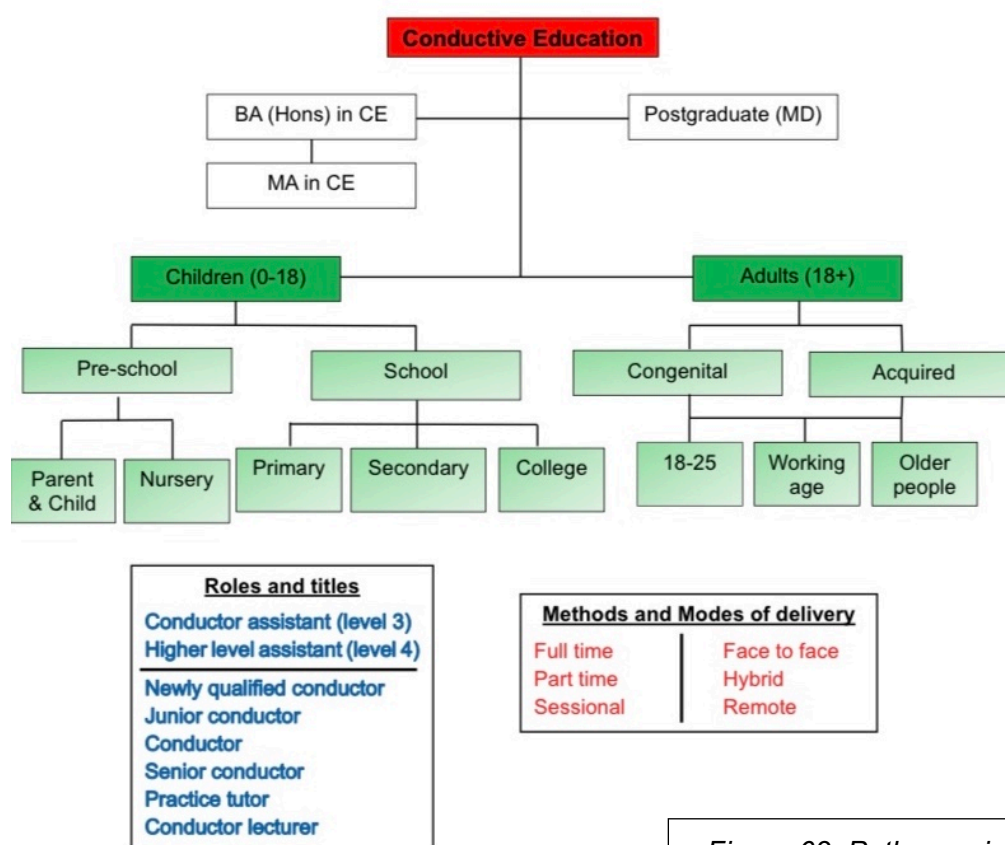 Conductive Education
BA (Hons) in CE
Postgraduate (MD)
MA in CE
Children (0-18)
Adults (18+)
Pre-school
School
Congenital
Acquired
Parent
& Child
Nursery
Primary
Secondary
College
18-25
Working
age
Older
people
Roles and titles
Conductor assistant (level 3)
Higher level assistant (level 4)
Newly qualified conductor
Junior conductor
Conductor
Senior conductor
Practice tutor
Conductor lecturer
Methods and Modes of delivery
Full time
Part time
Sessional
Face to face
Hybrid
Remote